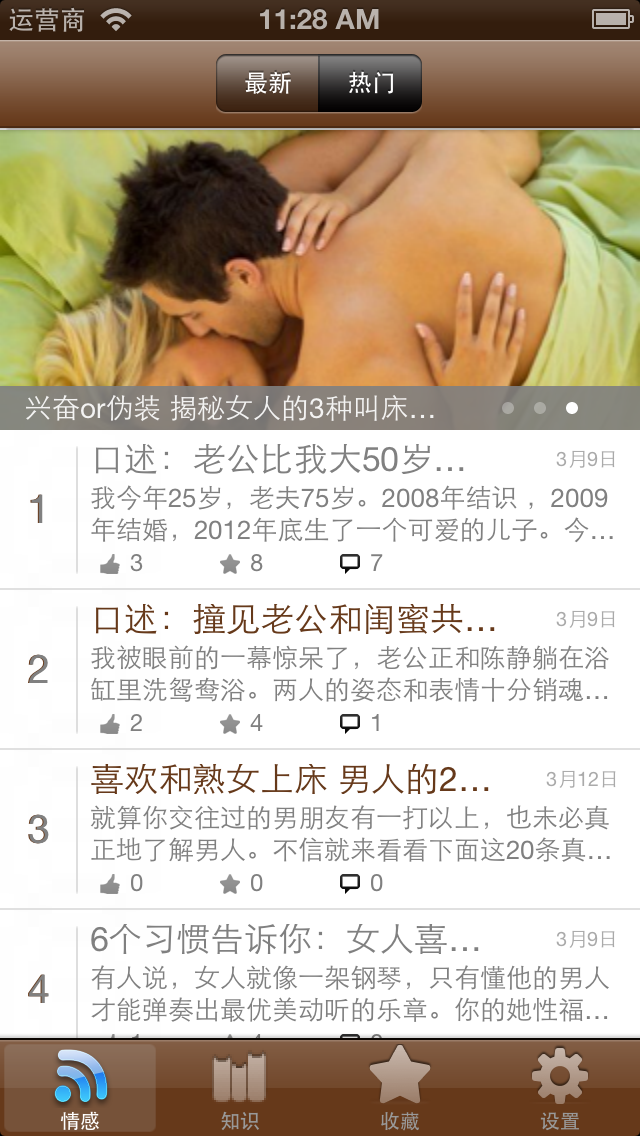 运营商 11:28 AM
最新 热门
兴奋or伪装 揭秘女人的3种叫床…
口述：老公比我大50岁… 3月9日
1
我今年25岁，老夫75岁。2008年结识 ，2009
年结婚，2012年底生了一个可爱的儿子。今…
3 8 7
口述：撞见老公和闺蜜共… 3月9日
2
我被眼前的一幕惊呆了，老公正和陈静躺在浴
缸里洗鸳鸯浴。两人的姿态和表情十分销魂…
2 4 1
喜欢和熟女上床 男人的2… 3月12日
3
就算你交往过的男朋友有一打以上，也未必真
正地了解男人。不信就来看看下面这20条真…
0 0 0
6个习惯告诉你：女人喜… 3月9日
4
有人说，女人就像一架钢琴，只有懂他的男人
才能弹奏出最优美动听的乐章。你的她性福…
情感 知识 收藏 设置